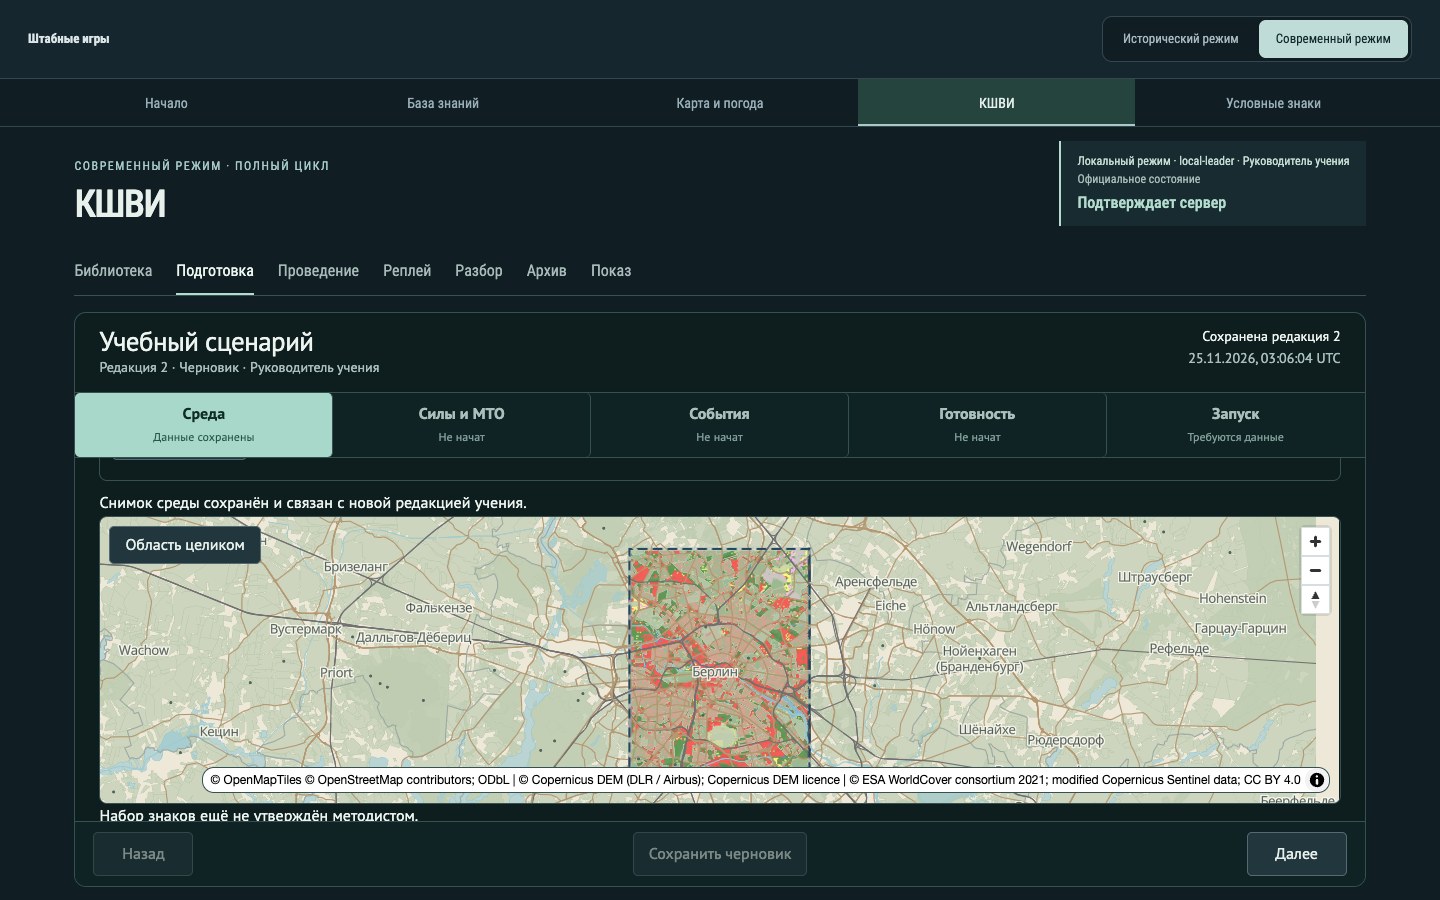 Штабные игры
Исторический режим
Современный режим
Начало
База знаний
Карта и погода
КШВИ
Условные знаки
СОВРЕМЕННЫЙ РЕЖИМ · ПОЛНЫЙ ЦИКЛ
КШВИ
Локальный режим · local-leader · Руководитель учения
Официальное состояние
Подтверждает сервер
Библиотека
Подготовка
Проведение
Реплей
Разбор
Архив
Показ
Учебный сценарий
Редакция 2 · Черновик · Руководитель учения
Сохранена редакция 2
25.11.2026, 03:06:04 UTC
Среда
Данные сохранены
Силы и МТО
Не начат
События
Не начат
Готовность
Не начат
Запуск
Требуются данные
Снимок среды сохранён и связан с новой редакцией учения.
Область целиком
Wegendorf
Бризеланг
Аренсфельде
Штраусберг
Фалькензе
Eiche
Альтландсберг
Hohenstein
Вустермарк
Далльгов-Дёбериц
Hönow
Гарцау-Гарцин
Wachow
Нойенхаген
(Бранденбург)
Рефельде
Priort
Берлин
Кецин
Шёнайхе
Рюдерсдорф
© OpenMapTiles © OpenStreetMap contributors; ODbL | © Copernicus DEM (DLR / Airbus); Copernicus DEM licence | © ESA WorldCover consortium 2021; modified Copernicus Sentinel data; CC BY 4.0
Беерфельде
Набор знаков ещё не утверждён методистом.
Назад
Сохранить черновик
Далее